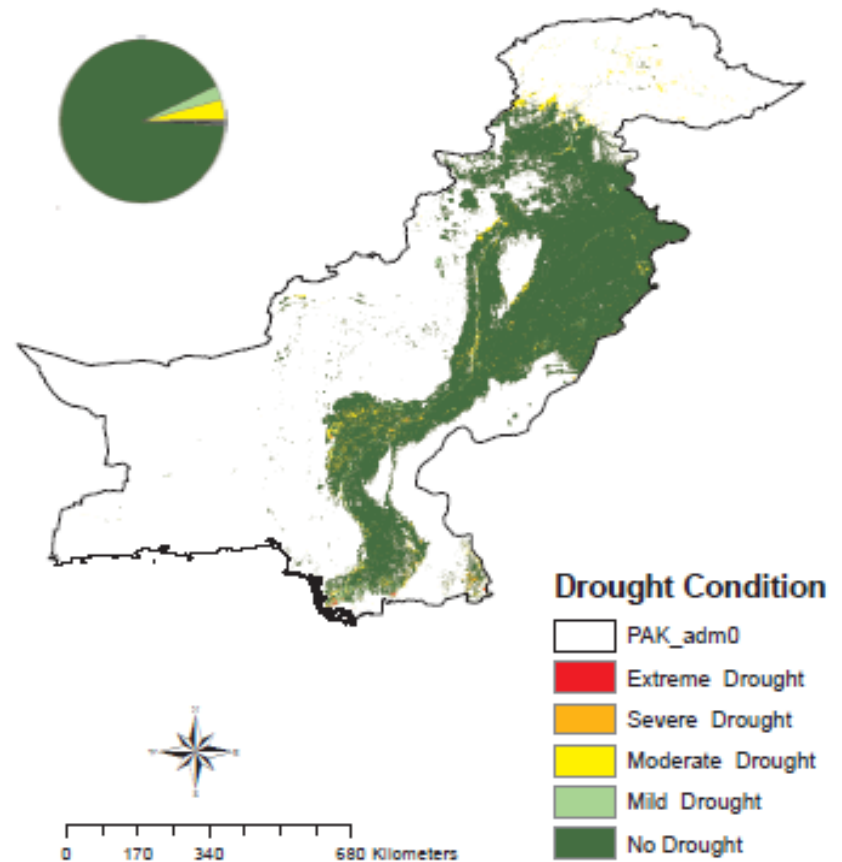 Drought Condition
PAK_adm0
Extreme Drought
Severe Drought
Moderate Drought
Mild Drought
No Drought
0 170 340 680 Kilometers